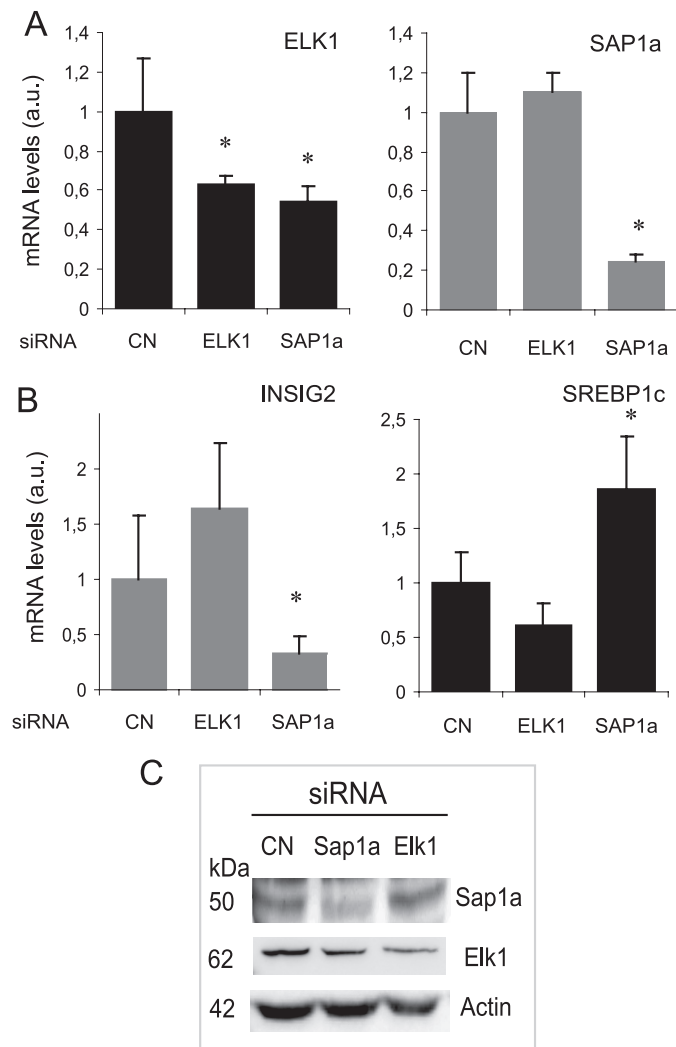 A
ELK1
SAP1a
mRNA levels (a.u.)
1,4
1,2
1
0,8
0,6
0,4
0,2
0
*
*
siRNA
CN
ELK1
SAP1a
1,4
1,2
1
0,8
0,6
0,4
0,2
0
*
CN
ELK1
SAP1a
B
INSIG2
SREBP1c
mRNA levels (a.u.)
2
1,5
1
0,5
0
*
siRNA
CN
ELK1
SAP1a
2,5
2
1,5
1
0,5
0
*
CN
ELK1
SAP1a
C
siRNA
CN Sap1a Elk1
kDa
50 Sap1a
62 Elk1
42 Actin